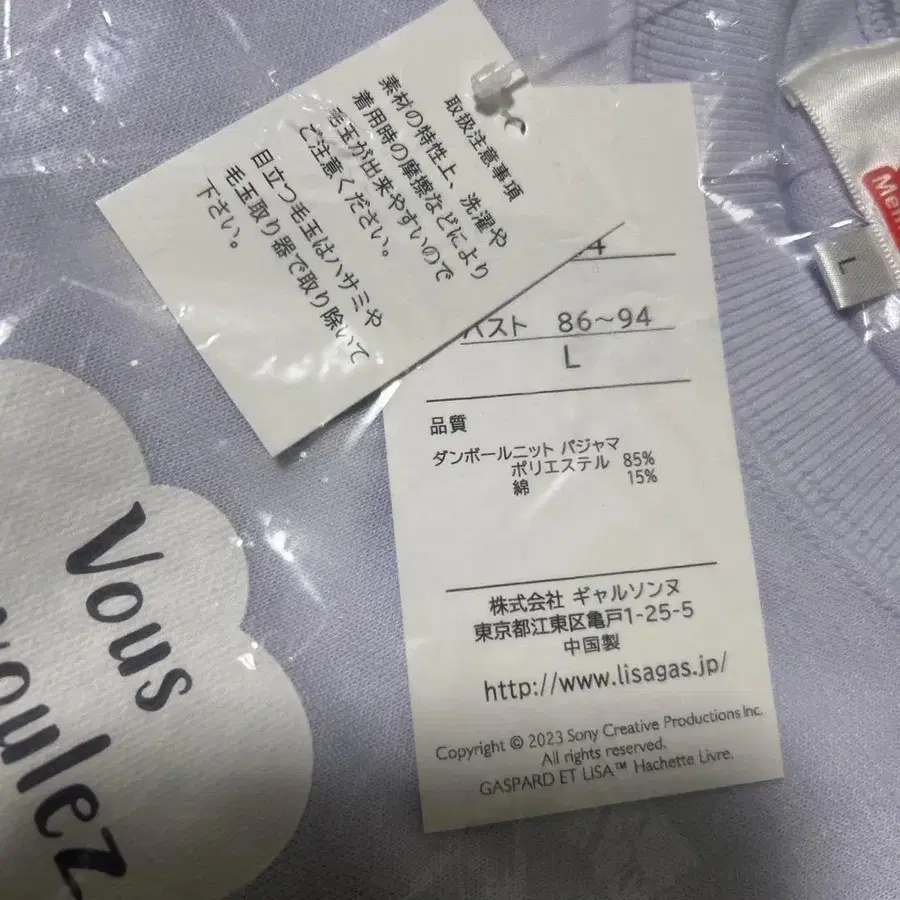 取扱注意事項
素材の特性上、洗濯や
着用時の摩擦などにより
毛玉が出来やすいので
ご注意ください。
目立つ毛玉はハサミや
毛玉取り器で取り除いて
下さい。
バスト 86～94
L
品質
ダンボールニット パジャマ
ポリエステル 85%
綿 15%
株式会社 ギャルソンヌ
東京都江東区亀戸1-25-5
中国製
http://www.lisagas.jp/
Copyright © 2023 Sony Creative Productions Inc.
All rights reserved.
GASPARD ET LISA™ Hachette Livre.
L
Vous
voulez